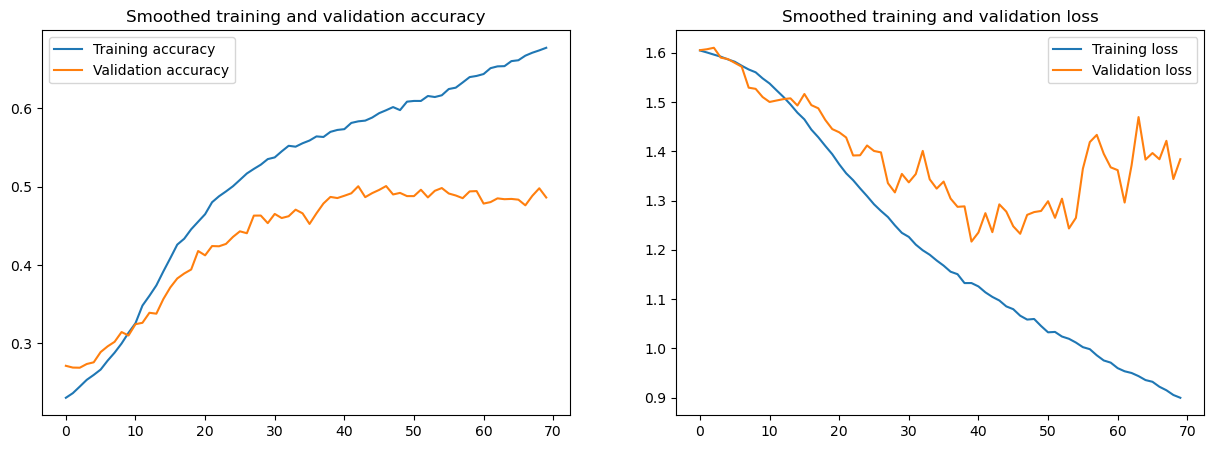 Smoothed training and validation accuracy
Training accuracy
Validation accuracy
0.6
0.5
0.4
0.3
0 10 20 30 40 50 60 70
Smoothed training and validation loss
Training loss
Validation loss
1.6
1.5
1.4
1.3
1.2
1.1
1.0
0.9
0 10 20 30 40 50 60 70